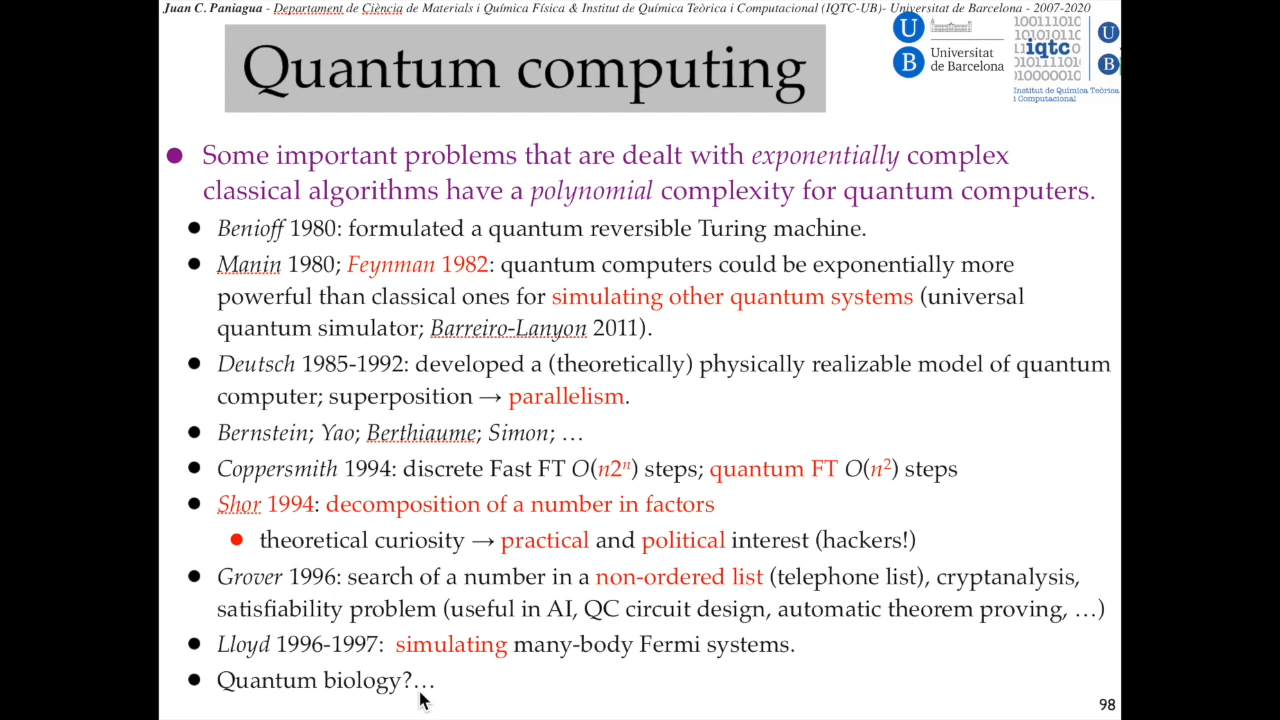 Juan C. Paniagua - Departament de Ciència de Materials i Química Física & Institut de Química Teòrica i Computacional (IQTC-UB)- Universitat de Barcelona - 2007-2020
Quantum computing
U
B
Universitat
de Barcelona
100111010
101010110
11 iqtc 0
010111101
010000010
U
B
Institut de Química Teòrica
i Computacional
● Some important problems that are dealt with exponentially complex
classical algorithms have a polynomial complexity for quantum computers.
● Benioff 1980: formulated a quantum reversible Turing machine.
● Manin 1980; Feynman 1982: quantum computers could be exponentially more
powerful than classical ones for simulating other quantum systems (universal
quantum simulator; Barreiro-Lanyon 2011).
● Deutsch 1985-1992: developed a (theoretically) physically realizable model of quantum
computer; superposition → parallelism.
● Bernstein; Yao; Berthiaume; Simon; …
● Coppersmith 1994: discrete Fast FT O(n2ⁿ) steps; quantum FT O(n²) steps
● Shor 1994: decomposition of a number in factors
● theoretical curiosity → practical and political interest (hackers!)
● Grover 1996: search of a number in a non-ordered list (telephone list), cryptanalysis,
satisfiability problem (useful in AI, QC circuit design, automatic theorem proving, …)
● Lloyd 1996-1997: simulating many-body Fermi systems.
● Quantum biology?…
98